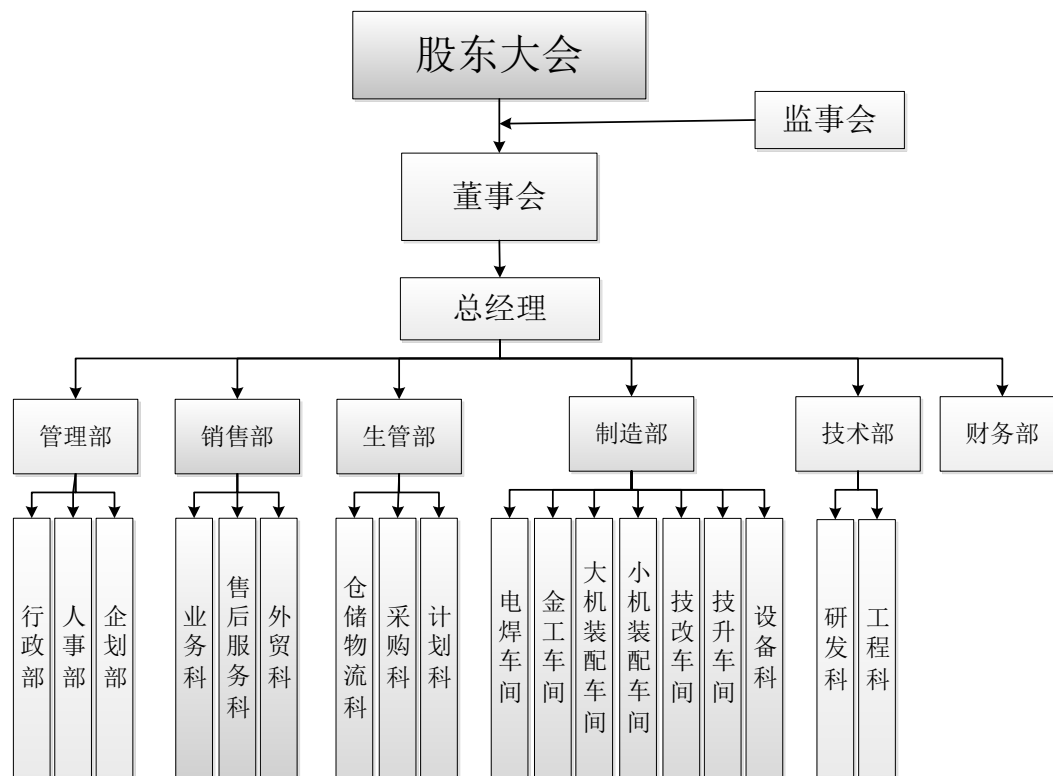 股东大会
监事会
董事会
总经理
管理部
销售部
生管部
制造部
技术部
财务部
行政部
人事部
企划部
业务科
售后服务科
外贸科
仓储物流科
采购科
计划科
电焊车间
金工车间
大机装配车间
小机装配车间
技改车间
技升车间
设备科
研发科
工程科